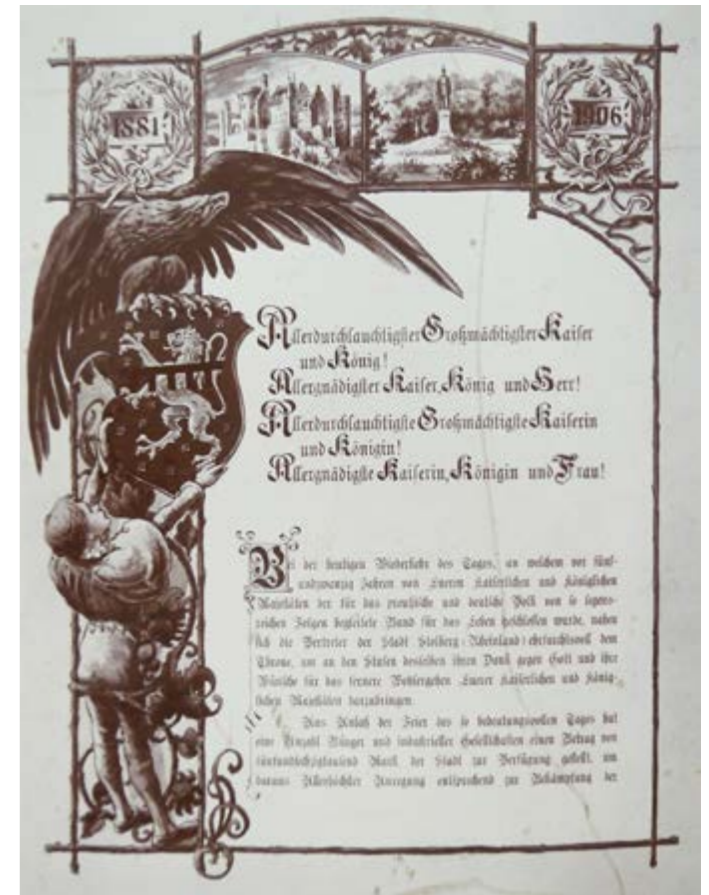 1881
1906
Allerdurchlauchtigster Großmächtigster Kaiser
und König!
Allergnädigster Kaiser, König und Herr!
Allerdurchlauchtigste Großmächtigste Kaiserin
und Königin!
Allergnädigste Kaiserin, Königin und Frau!
Bei der heutigen Wiederkehr des Tages, an welchem vor fünf-
undzwanzig Jahren von Eueren Kaiserlichen und Königlichen
Majestäten der für das preußische und deutsche Volk von so segens-
reichen Folgen begleitete Bund für das Leben geschlossen wurde, nahen
sich die Vertreter der Stadt Stolberg (Rheinland) ehrfurchtsvoll dem
Throne, um an den Stufen desselben ihren Dank gegen Gott und ihre
Wünsche für das fernere Wohlergehen Euerer Kaiserlichen und König-
lichen Majestäten darzubringen.
Aus Anlaß der Feier des so bedeutungsvollen Tages hat
eine Anzahl Bürger und industrieller Gesellschaften einen Betrag von
fünfundsechzigtausend Mark der Stadt zur Verfügung gestellt, um
daraus Allerhöchster Anregung entsprechend zur Bekämpfung der